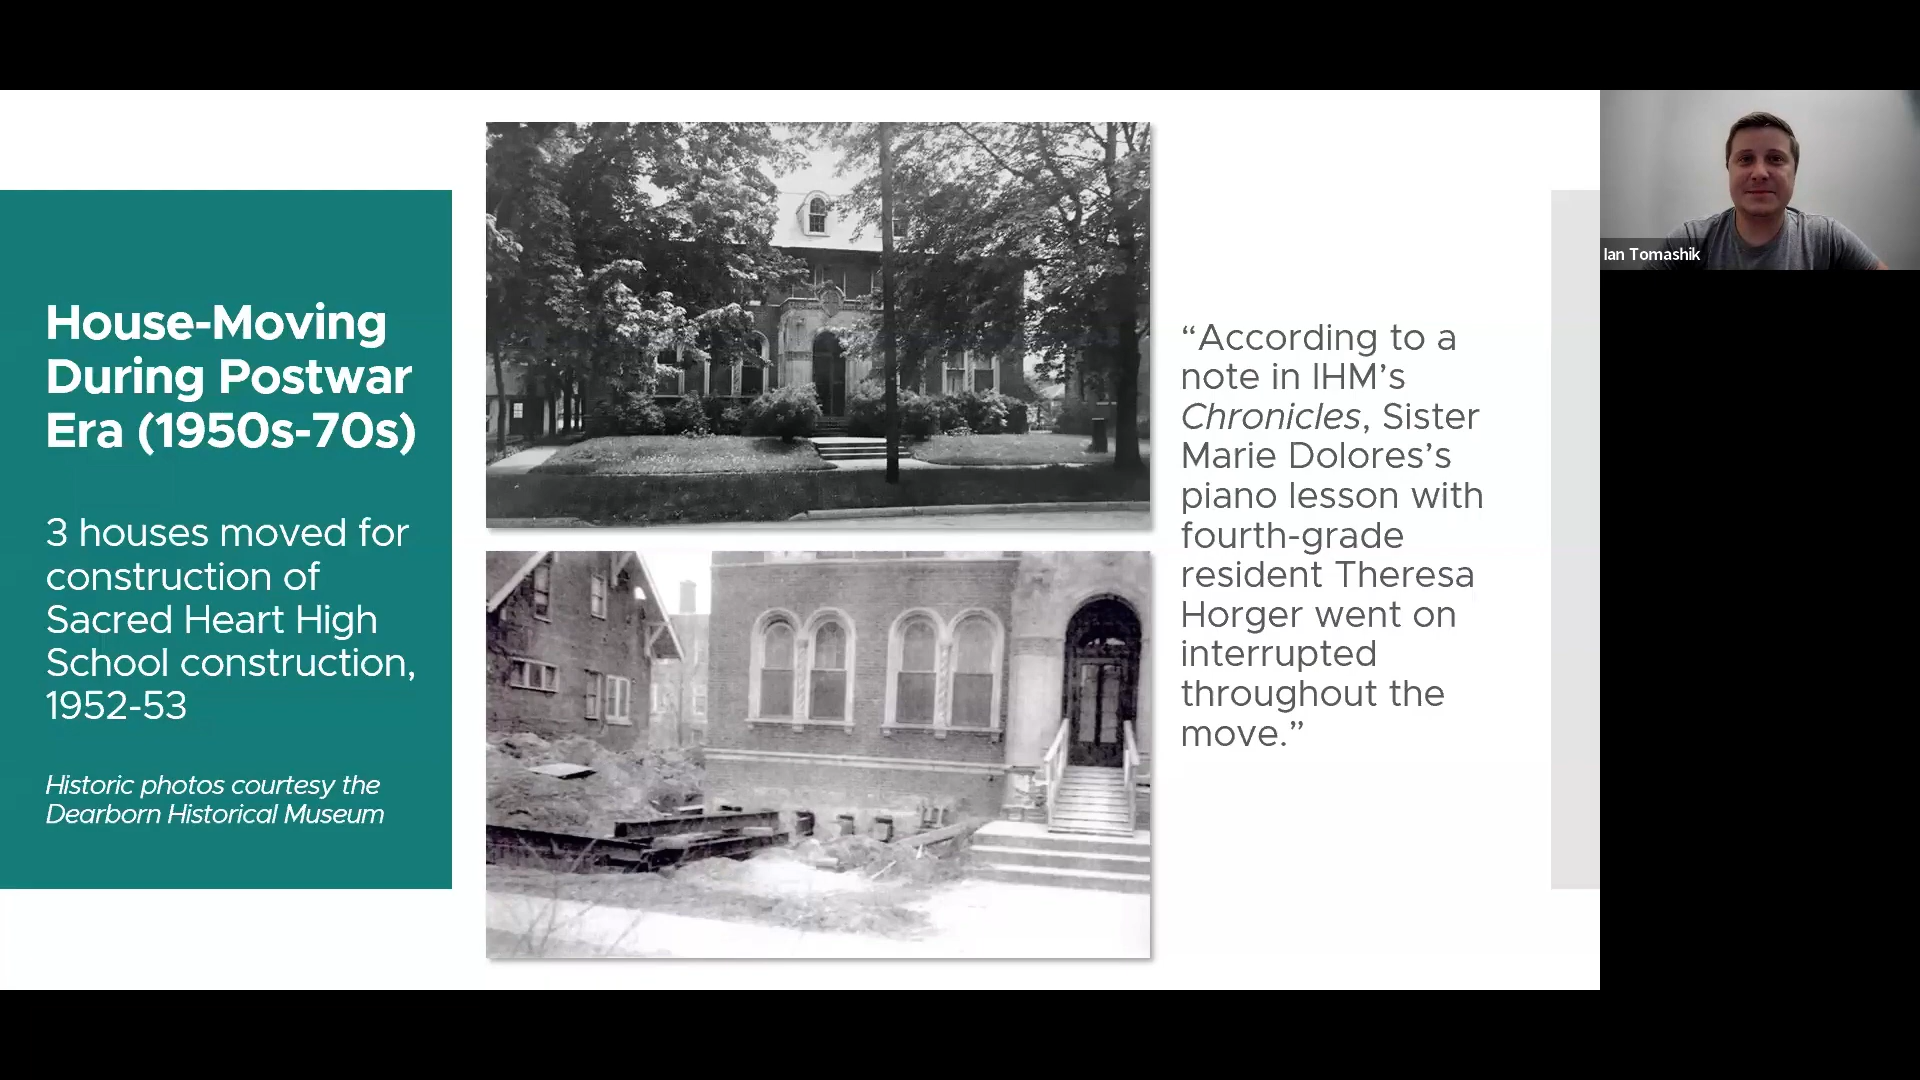 House-Moving
During Postwar
Era (1950s-70s)
3 houses moved for
construction of
Sacred Heart High
School construction,
1952-53
Historic photos courtesy the
Dearborn Historical Museum
“According to a
note in IHM’s
Chronicles, Sister
Marie Dolores’s
piano lesson with
fourth-grade
resident Theresa
Horger went on
interrupted
throughout the
move.”
Ian Tomashik